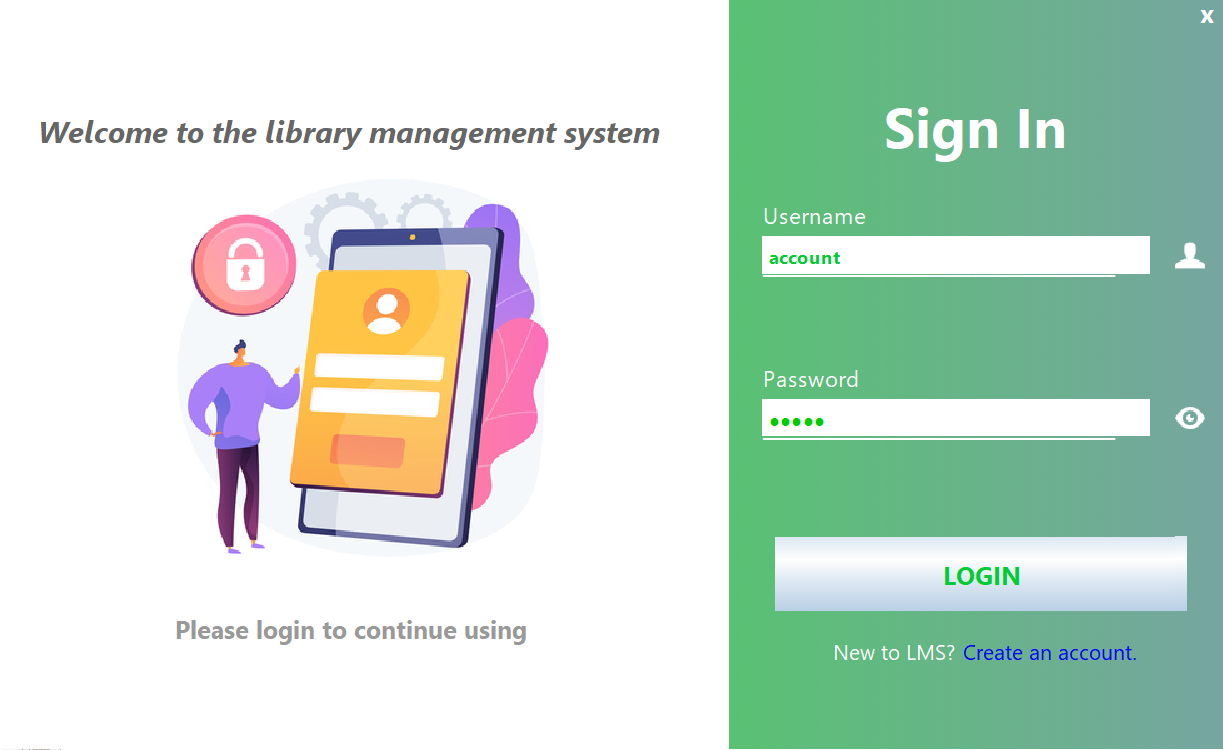 x
Welcome to the library management system
Sign In
Username
account
Password
•••••
LOGIN
Please login to continue using
New to LMS? Create an account.